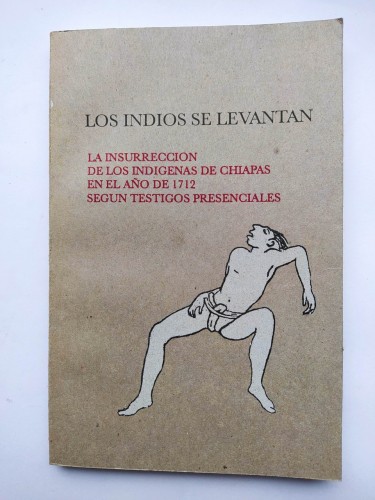 LOS INDIOS SE LEVANTAN
LA INSURRECCION
DE LOS INDIGENAS DE CHIAPAS
EN EL AÑO DE 1712
SEGUN TESTIGOS PRESENCIALES